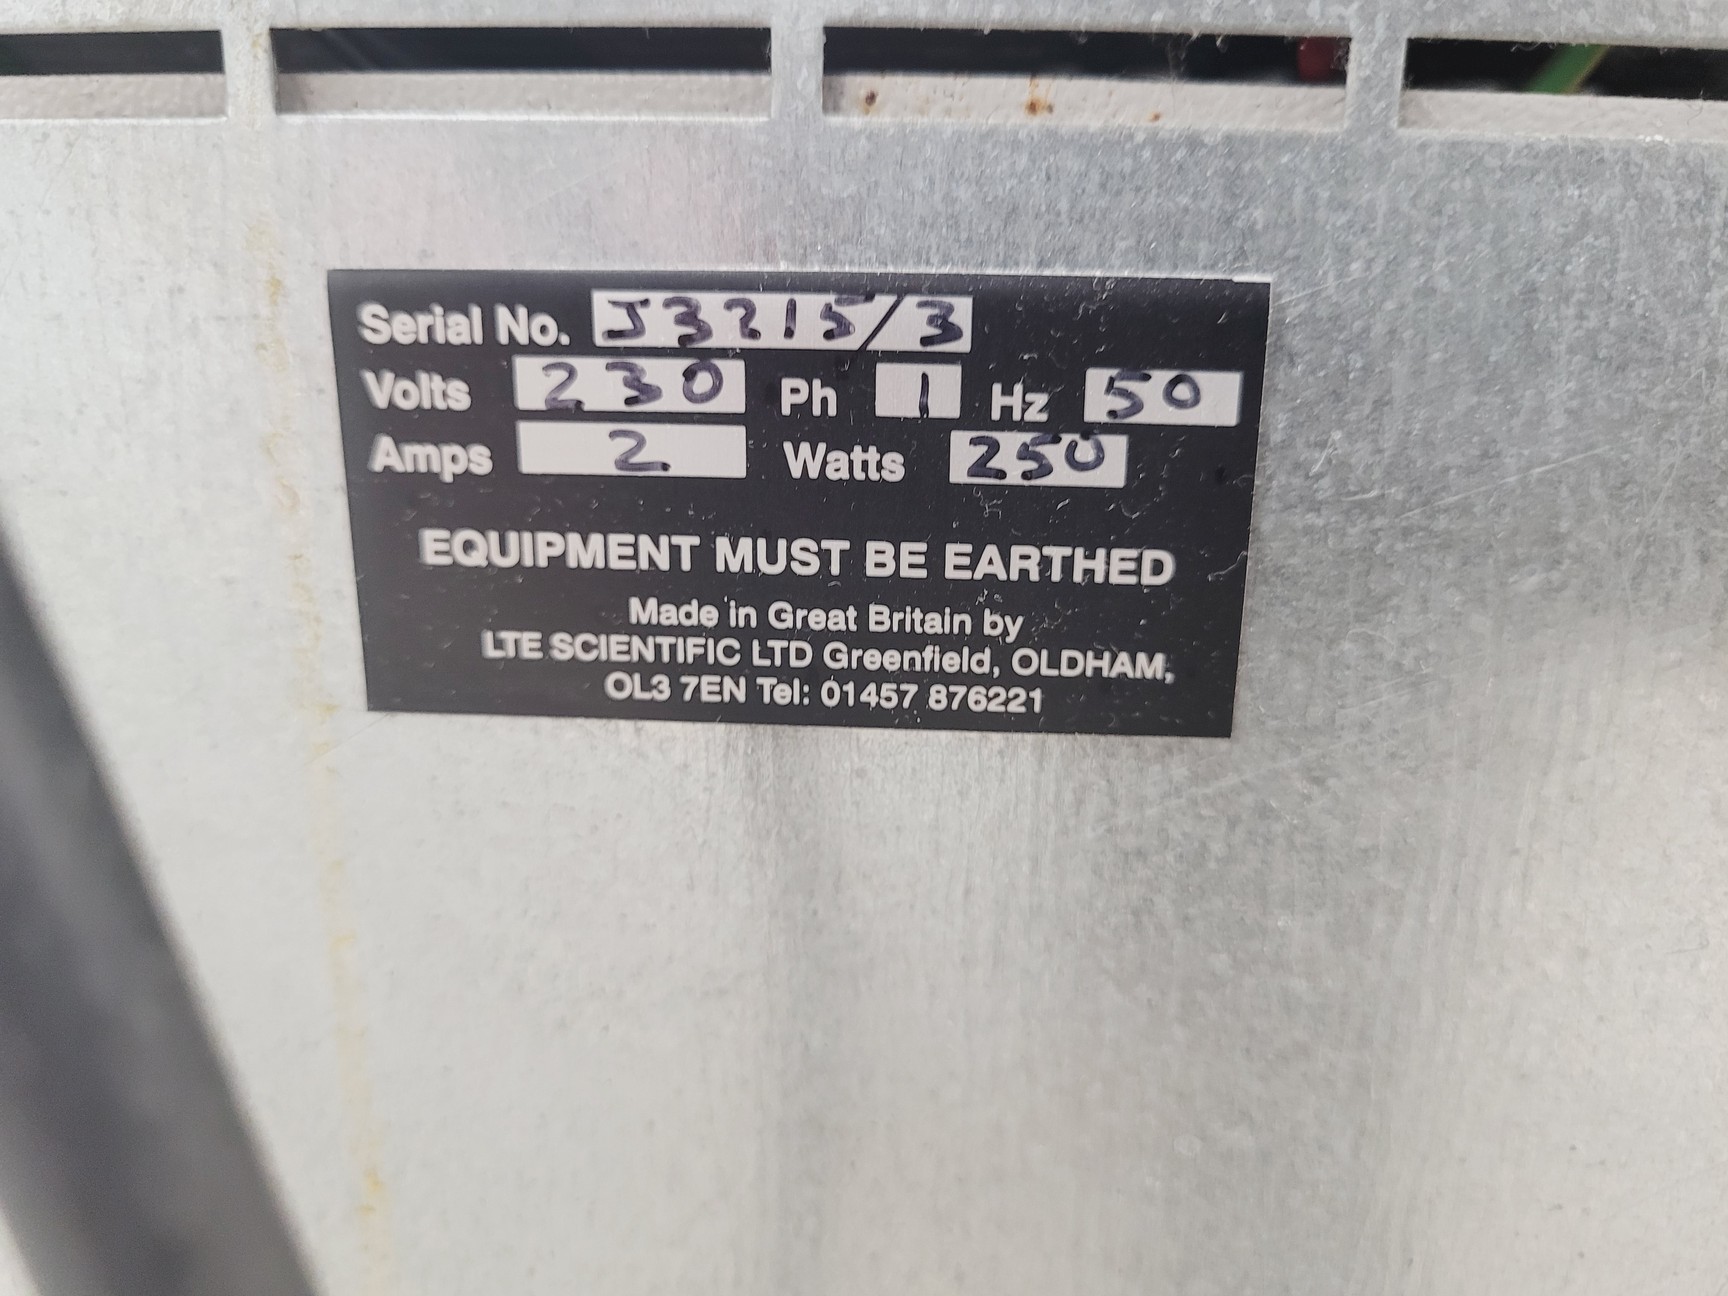 Serial No. J3215/3
Volts 230 Ph 1 Hz 50
Amps 2 Watts 250
EQUIPMENT MUST BE EARTHED
Made in Great Britain by
LTE SCIENTIFIC LTD Greenfield, OLDHAM,
OL3 7EN Tel: 01457 876221